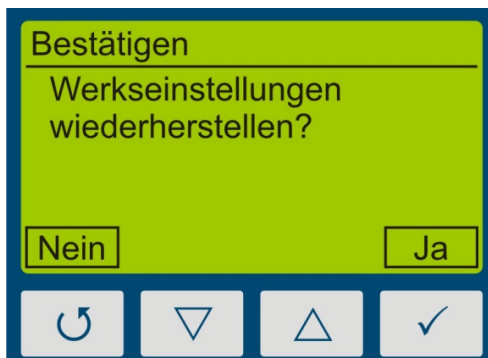 Bestätigen
Werkseinstellungen
wiederherstellen?
Nein Ja